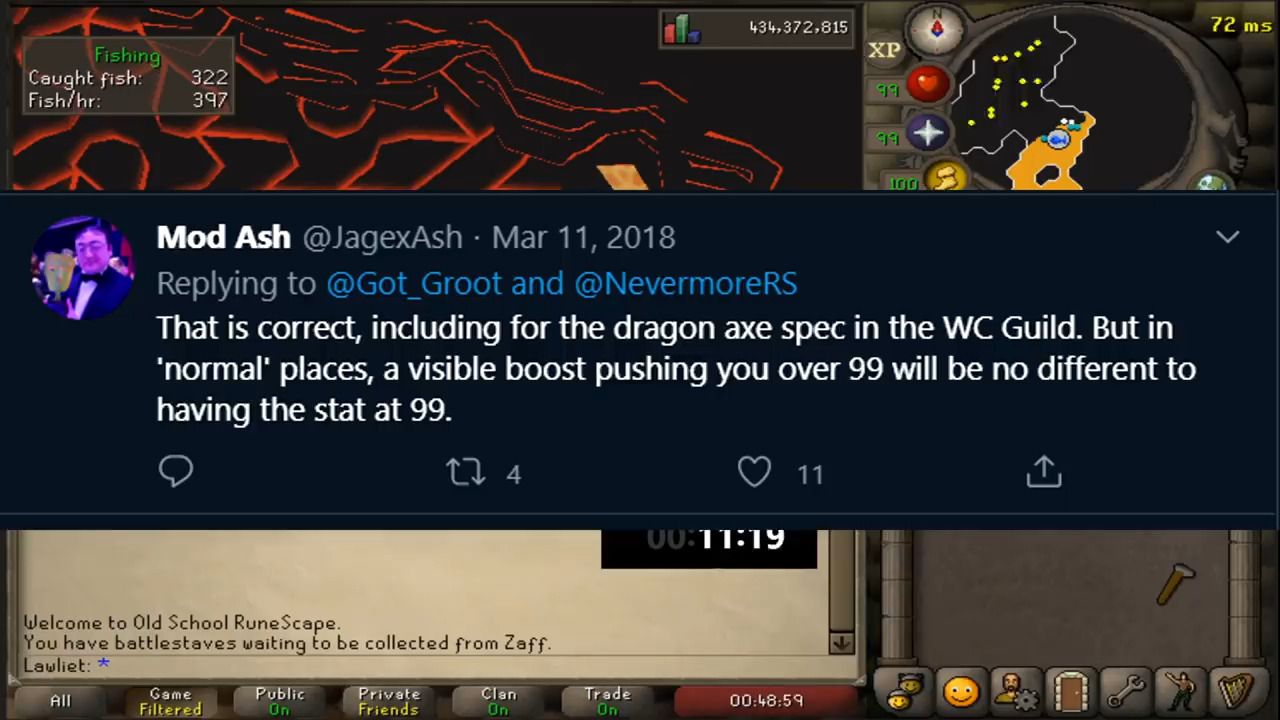 Fishing
Caught fish: 322
Fish/hr: 397
434,372,815
N
72 ms
XP
99
99
100
Mod Ash @JagexAsh · Mar 11, 2018
Replying to @Got_Groot and @NevermoreRS
That is correct, including for the dragon axe spec in the WC Guild. But in
'normal' places, a visible boost pushing you over 99 will be no different to
having the stat at 99.
4
11
00:11:19
Welcome to Old School RuneScape.
You have battlestaves waiting to be collected from Zaff.
Lawliet: *
All
Game
Filtered
Public
On
Private
Friends
Clan
On
Trade
On
00:48:59